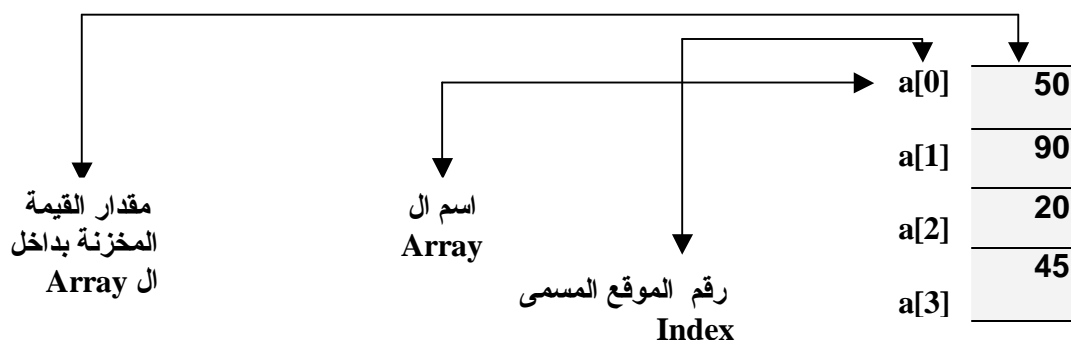 a[0] 50
a[1] 90
a[2] 20
a[3] 45
اسم ال
Array
مقدار القيمة
المخزنة بداخل
ال Array
رقم الموقع المسمى
Index